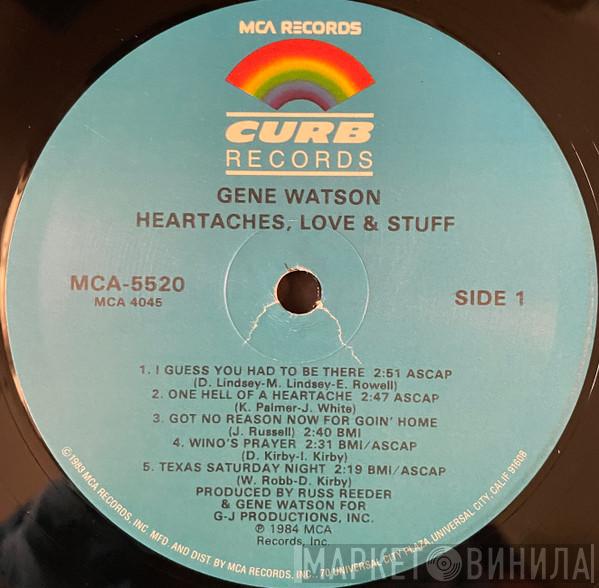 MCA RECORDS
CURB
RECORDS
GENE WATSON
HEARTACHES, LOVE & STUFF
MCA-5520
MCA 4045
SIDE 1
1. I GUESS YOU HAD TO BE THERE 2:51 ASCAP
(D. Lindsey-M. Lindsey-E. Rowell)
2. ONE HELL OF A HEARTACHE 2:47 ASCAP
(K. Palmer-J. White)
3. GOT NO REASON NOW FOR GOIN' HOME
(J. Russell) 2:40 BMI
4. WINO'S PRAYER 2:31 BMI/ASCAP
(D. Kirby-I. Kirby)
5. TEXAS SATURDAY NIGHT 2:19 BMI/ASCAP
(W. Robb-D. Kirby)
PRODUCED BY RUSS REEDER
& GENE WATSON FOR
G-J PRODUCTIONS, INC.
℗ 1984 MCA
Records, Inc.
©1983 MCA RECORDS, INC. MFD AND DIST. BY MCA RECORDS, INC., 70 UNIVERSAL CITY PLAZA, UNIVERSAL CITY, CALIF 91608
МАРКЕТ ВИНИЛА